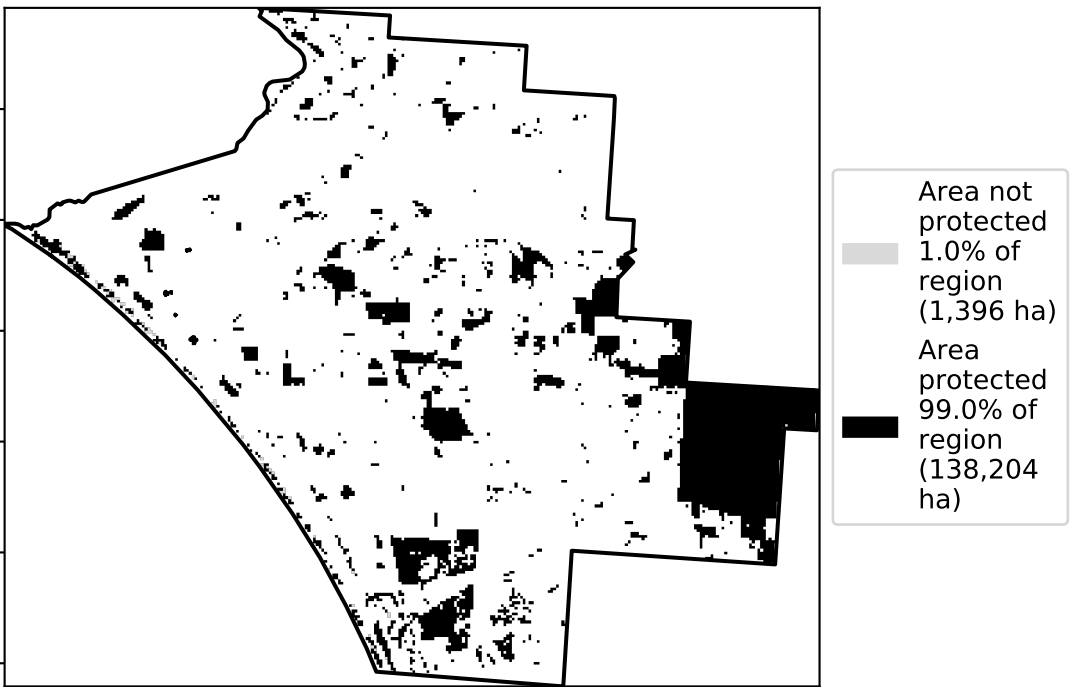 Area not
protected
1.0% of
region
(1,396 ha)
Area
protected
99.0% of
region
(138,204
ha)